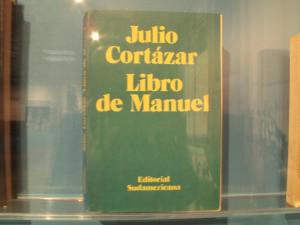 Julio
Cortázar
Libro
de Manuel
Editorial
Sudamericana